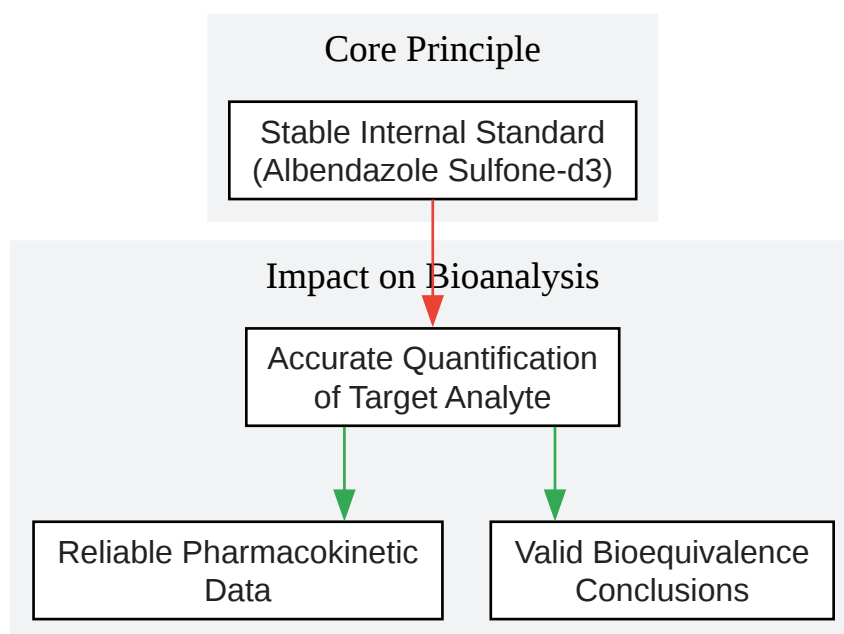 Core Principle
Stable Internal Standard
(Albendazole Sulfone-d3)
Impact on Bioanalysis
Accurate Quantification
of Target Analyte
Reliable Pharmacokinetic
Data
Valid Bioequivalence
Conclusions